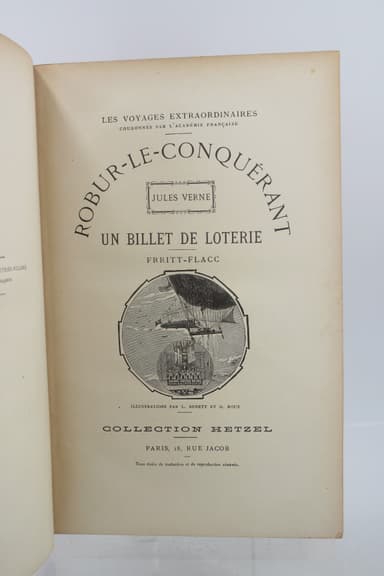 LES VOYAGES EXTRAORDINAIRES
COURONNÉS PAR L'ACADÉMIE FRANÇAISE
ROBUR-LE-CONQUÉRANT
JULES VERNE
UN BILLET DE LOTERIE
FRRITT-FLACC
ILLUSTRATIONS PAR L. BENETT ET G. ROUX
COLLECTION HETZEL
PARIS, 18, RUE JACOB
Tous droits de traduction et de reproduction réservés.